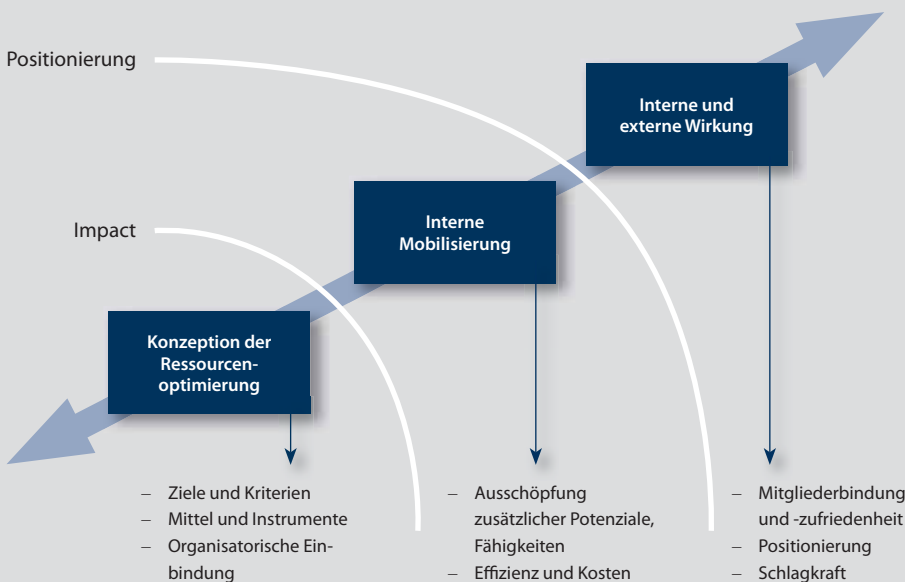 Positionierung
Interne und
externe Wirkung
Impact
Interne
Mobilisierung
Konzeption der
Ressourcen-
optimierung
– Ziele und Kriterien
– Mittel und Instrumente
– Organisatorische Ein-
bindung
– Ausschöpfung
zusätzlicher Potenziale,
Fähigkeiten
– Effizienz und Kosten
– Mitgliederbindung
und -zufriedenheit
– Positionierung
– Schlagkraft